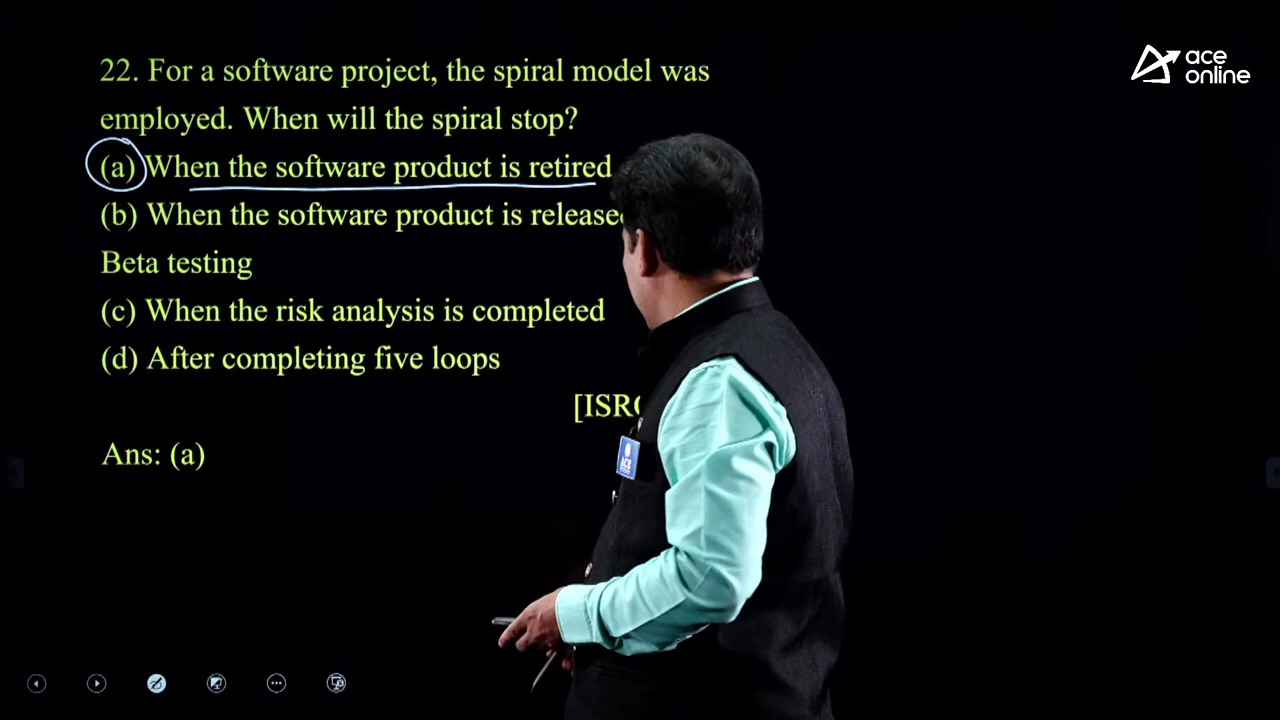 ace
online
22. For a software project, the spiral model was
employed. When will the spiral stop?
(a) When the software product is retired
(b) When the software product is
Beta testing
(c) When the risk analysis is completed
(d) After completing five loops
Ans: (a)
ACE